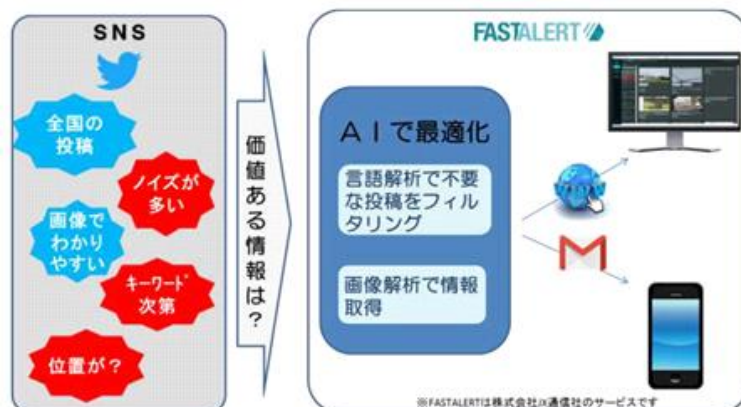 SNS
全国の
投稿
ノイズが
多い
画像で
わかり
やすい
キーワード
次第
位置が？
価値ある情報は？
FASTALERT
ＡＩで最適化
言語解析で不要
な投稿をフィル
タリング
画像解析で情報
取得
※FASTALERTは株式会社JX通信社のサービスです